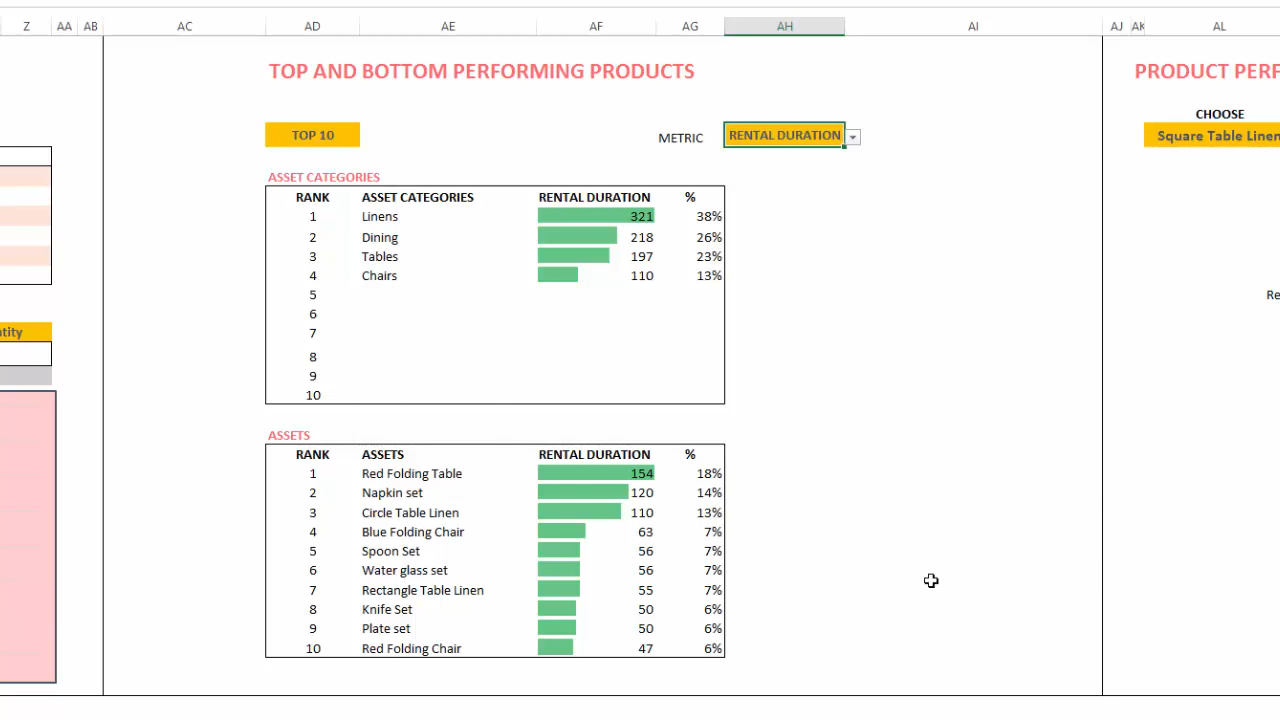 Z AA AB AC AD AE AF AG AH AI AJ AK AL
TOP AND BOTTOM PERFORMING PRODUCTS
PRODUCT PERF
CHOOSE
TOP 10
METRIC
RENTAL DURATION
Square Table Linen
ASSET CATEGORIES
RANK ASSET CATEGORIES RENTAL DURATION %
1 Linens 321 38%
2 Dining 218 26%
3 Tables 197 23%
4 Chairs 110 13%
5
6
7
8
9
10
Re
ntity
ASSETS
RANK ASSETS RENTAL DURATION %
1 Red Folding Table 154 18%
2 Napkin set 120 14%
3 Circle Table Linen 110 13%
4 Blue Folding Chair 63 7%
5 Spoon Set 56 7%
6 Water glass set 56 7%
7 Rectangle Table Linen 55 7%
8 Knife Set 50 6%
9 Plate set 50 6%
10 Red Folding Chair 47 6%